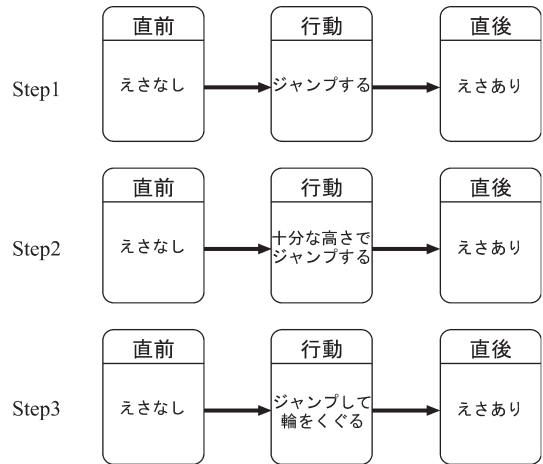 直前 行動 直後
Step1 えさなし ジャンプする えさあり
直前 行動 直後
Step2 えさなし 十分な高さで
ジャンプする えさあり
直前 行動 直後
Step3 えさなし ジャンプして
輪をくぐる えさあり